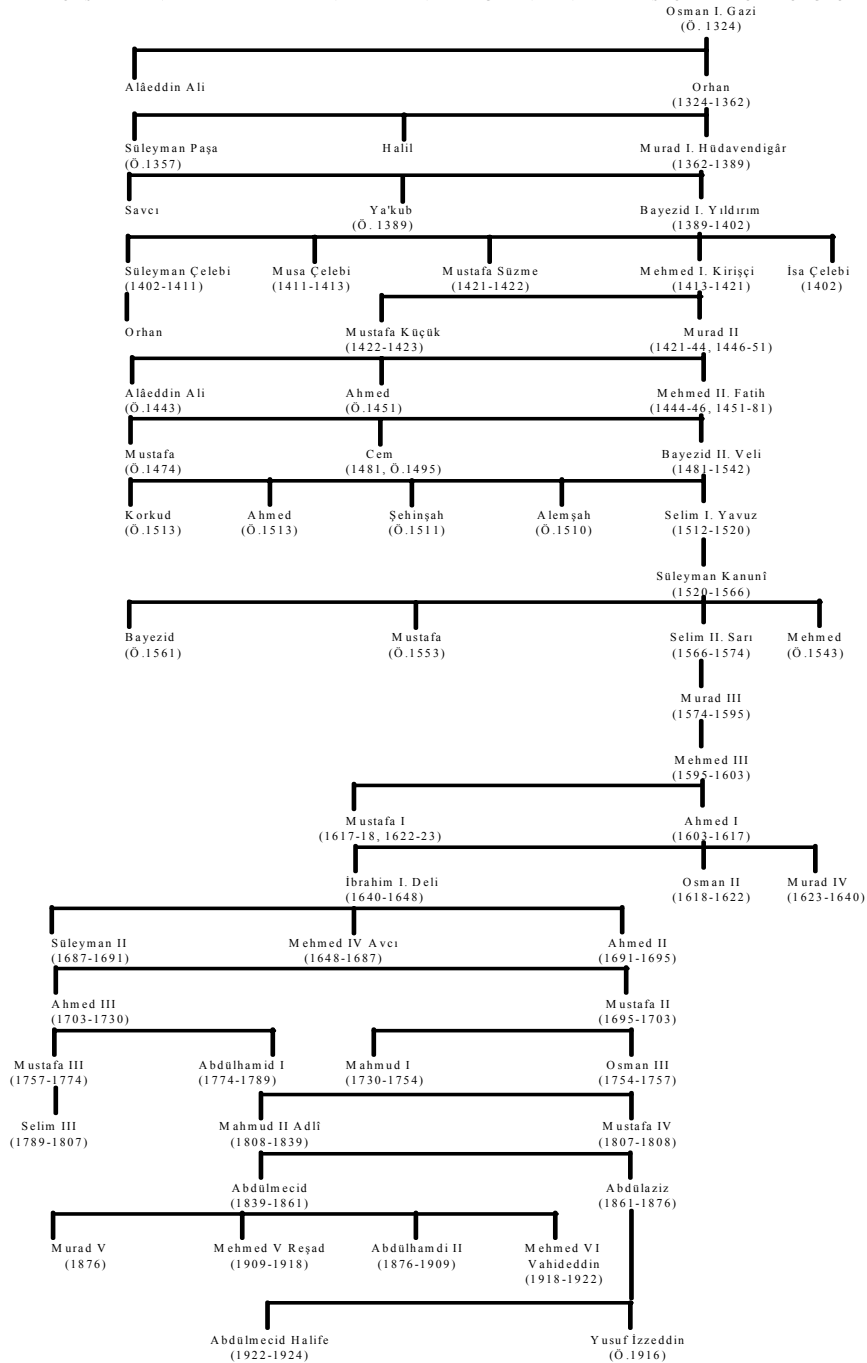 Osman I. Gazi
(Ö. 1324)
Alâeddin Ali Orhan
(1324-1362)
Süleyman Paşa Halil Murad I. Hüdavendigâr
(Ö.1357) (1362-1389)
Savcı Ya'kub Bayezid I. Yıldırım
(Ö. 1389) (1389-1402)
Süleyman Çelebi Musa Çelebi Mustafa Süzme Mehmed I. Kirişçi İsa Çelebi
(1402-1411) (1411-1413) (1421-1422) (1413-1421) (1402)
Orhan Mustafa Küçük Murad II
(1422-1423) (1421-44, 1446-51)
Alâeddin Ali Ahmed Mehmed II. Fatih
(Ö.1443) (Ö.1451) (1444-46, 1451-81)
Mustafa Cem Bayezid II. Veli
(Ö.1474) (1481, Ö.1495) (1481-1542)
Korkud Ahmed Şehinşah Alemşah Selim I. Yavuz
(Ö.1513) (Ö.1513) (Ö.1511) (Ö.1510) (1512-1520)
Süleyman Kanunî
(1520-1566)
Bayezid Mustafa Selim II. Sarı Mehmed
(Ö.1561) (Ö.1553) (1566-1574) (Ö.1543)
Murad III
(1574-1595)
Mehmed III
(1595-1603)
Mustafa I Ahmed I
(1617-18, 1622-23) (1603-1617)
İbrahim I. Deli Osman II Murad IV
(1640-1648) (1618-1622) (1623-1640)
Süleyman II Mehmed IV Avcı Ahmed II
(1687-1691) (1648-1687) (1691-1695)
Ahmed III Mustafa II
(1703-1730) (1695-1703)
Mustafa III Abdülhamid I Mahmud I Osman III
(1757-1774) (1774-1789) (1730-1754) (1754-1757)
Selim III Mahmud II Adlî Mustafa IV
(1789-1807) (1808-1839) (1807-1808)
Abdülmecid Abdülaziz
(1839-1861) (1861-1876)
Murad V Mehmed V Reşad Abdülhamdi II Mehmed VI
(1876) (1909-1918) (1876-1909) Vahideddin
(1918-1922)
Abdülmecid Halife Yusuf İzzeddin
(1922-1924) (Ö.1916)